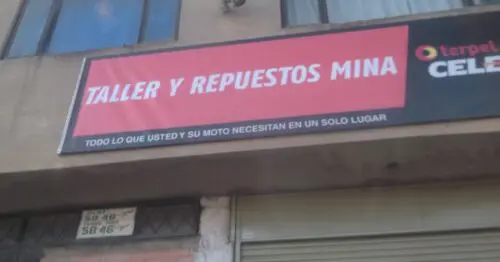 TALLER Y REPUESTOS MINA
terpel
TODO LO QUE USTED Y SU MOTO NECESITAN EN UN SOLO LUGAR